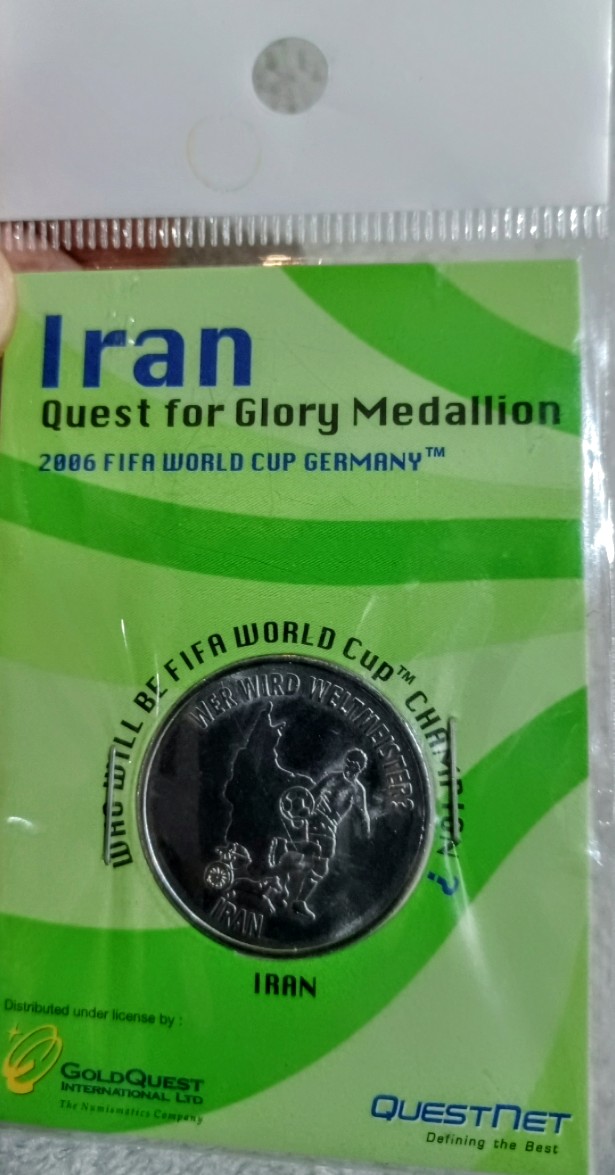 Iran
Quest for Glory Medallion
2006 FIFA WORLD CUP GERMANY™
WHO WILL BE FIFA WORLD CUP™ CHAMPION?
WER WIRD WELTMEISTER?
IRAN
IRAN
Distributed under license by :
GOLDQUEST
INTERNATIONAL LTD
The Numismatics Company
QUESTNET
Defining the Best